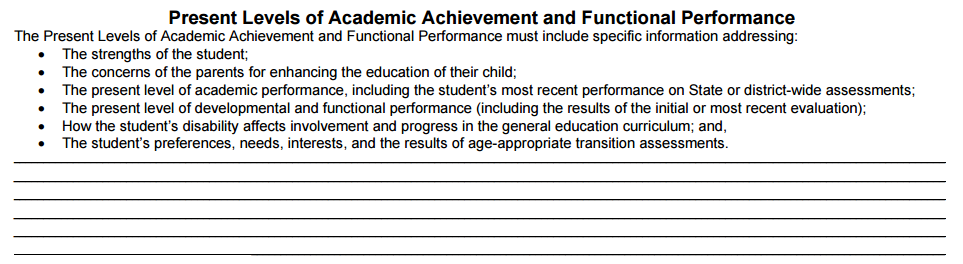 Present Levels of Academic Achievement and Functional Performance
The Present Levels of Academic Achievement and Functional Performance must include specific information addressing:
• The strengths of the student;
• The concerns of the parents for enhancing the education of their child;
• The present level of academic performance, including the student's most recent performance on State or district-wide assessments;
• The present level of developmental and functional performance (including the results of the initial or most recent evaluation);
• How the student's disability affects involvement and progress in the general education curriculum; and,
• The student's preferences, needs, interests, and the results of age-appropriate transition assessments.